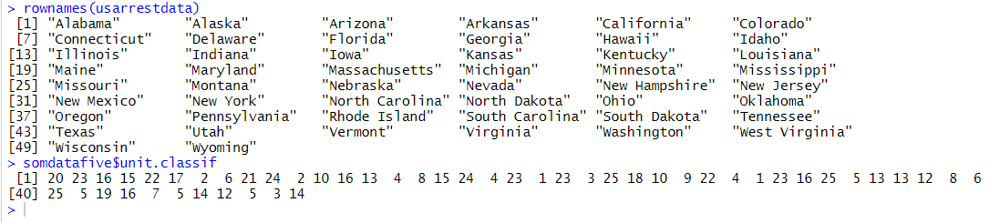 > rownames(usarrestdata)
 [1] "Alabama"        "Alaska"         "Arizona"        "Arkansas"       "California"     "Colorado"
 [7] "Connecticut"    "Delaware"       "Florida"        "Georgia"        "Hawaii"         "Idaho"
[13] "Illinois"       "Indiana"        "Iowa"           "Kansas"         "Kentucky"       "Louisiana"
[19] "Maine"          "Maryland"       "Massachusetts"  "Michigan"       "Minnesota"      "Mississippi"
[25] "Missouri"       "Montana"        "Nebraska"       "Nevada"         "New Hampshire"  "New Jersey"
[31] "New Mexico"     "New York"       "North Carolina" "North Dakota"   "Ohio"           "Oklahoma"
[37] "Oregon"         "Pennsylvania"   "Rhode Island"   "South Carolina" "South Dakota"   "Tennessee"
[43] "Texas"          "Utah"           "Vermont"        "Virginia"       "Washington"     "West Virginia"
[49] "Wisconsin"      "Wyoming"
> somdatafive$unit.classif
 [1] 20 23 16 15 22 17  2  6 21 24  2 10 16 13  4  8 15 24  4 23  1 23  3 25 18 10  9 22  4  1 23 16 25  5 13 13 12  8  6
[40] 25  5 19 16  7  5 14 12  5  3 14
>